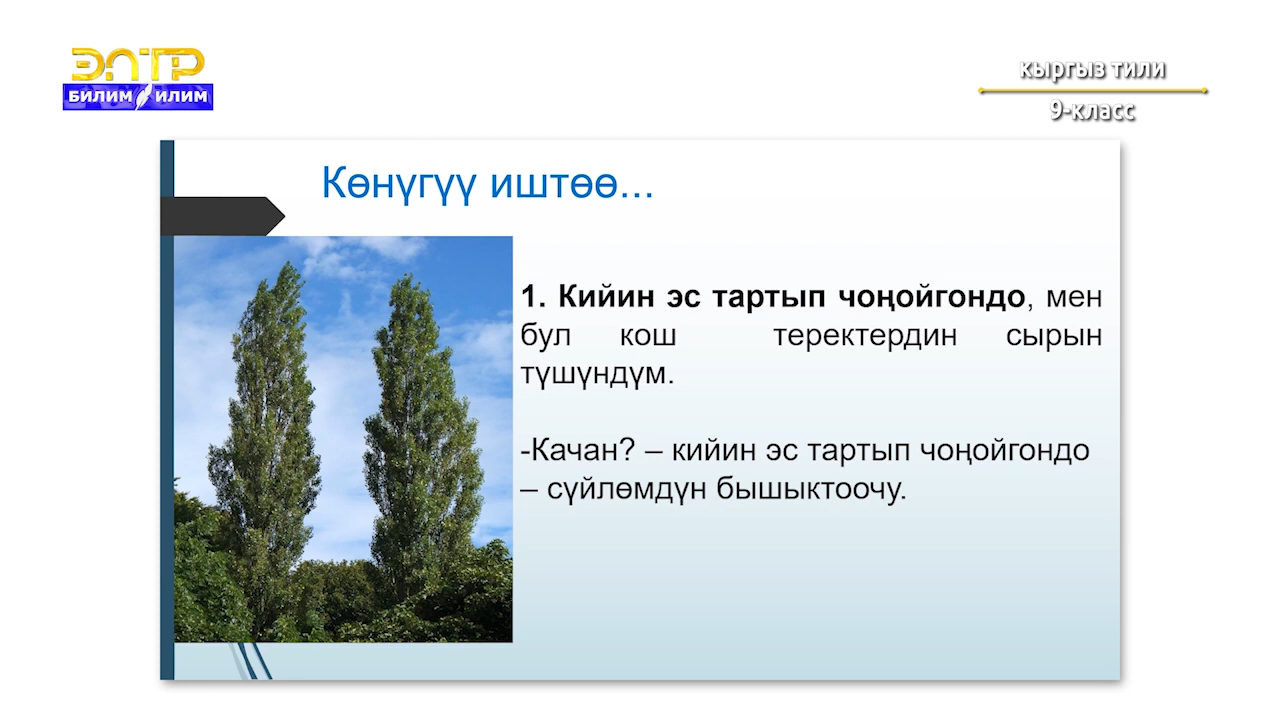 ЭЛТР
БИЛИМ ИЛИМ
кыргыз тили
9-класс
Көнүгүү иштөө...
1. Кийин эс тартып чоңойгондо, мен
бул кош теректердин сырын
түшүндүм.
-Качан? – кийин эс тартып чоңойгондо
– сүйлөмдүн бышыктоочу.